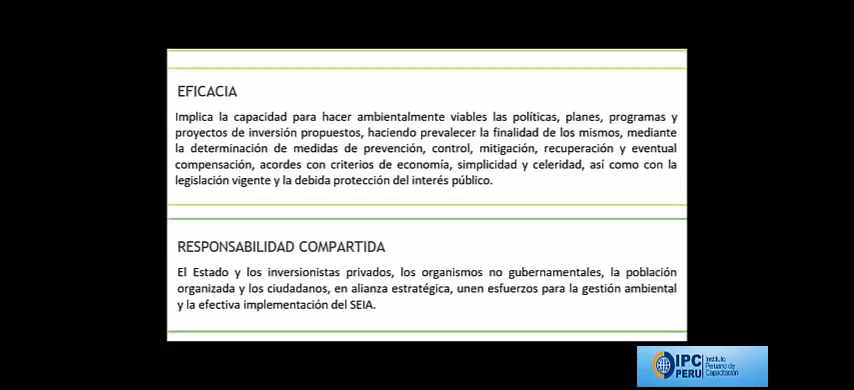 EFICACIA
Implica la capacidad para hacer ambientalmente viables las políticas, planes, programas y
proyectos de inversión propuestos, haciendo prevalecer la finalidad de los mismos, mediante
la determinación de medidas de prevención, control, mitigación, recuperación y eventual
compensación, acordes con criterios de economía, simplicidad y celeridad, así como con la
legislación vigente y la debida protección del interés público.
RESPONSABILIDAD COMPARTIDA
El Estado y los inversionistas privados, los organismos no gubernamentales, la población
organizada y los ciudadanos, en alianza estratégica, unen esfuerzos para la gestión ambiental
y la efectiva implementación del SEIA.
IPC
PERU
Instituto
Peruano de
Capacitación